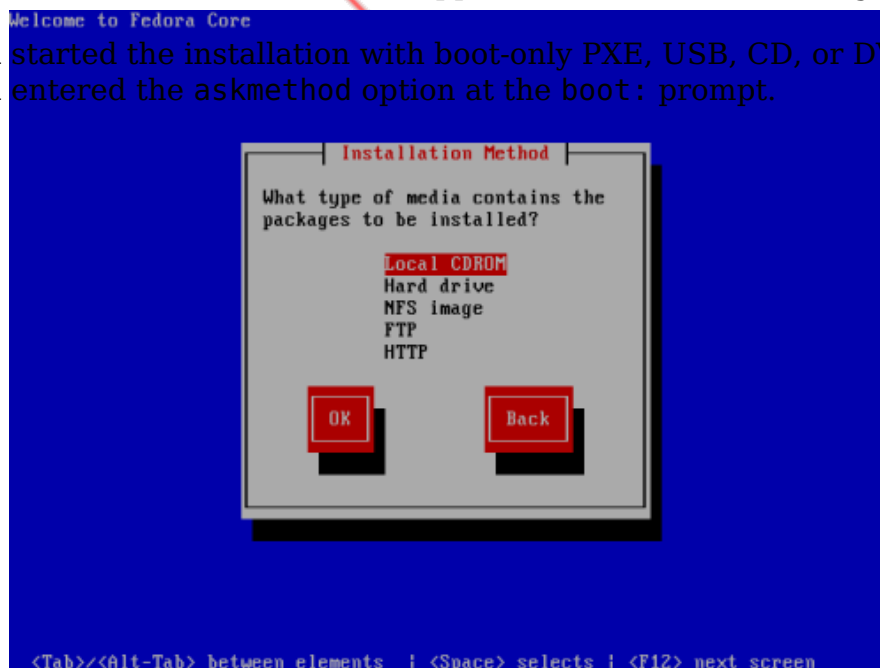 Welcome to Fedora Core
started the installation with boot-only PXE, USB, CD, or
entered the askmethod option at the boot: prompt.
Installation Method
What type of media contains the
packages to be installed?
Local CDROM
Hard drive
NFS image
FTP
HTTP
OK Back
<Tab>/<Alt-Tab> between elements | <Space> selects | <F12> next screen